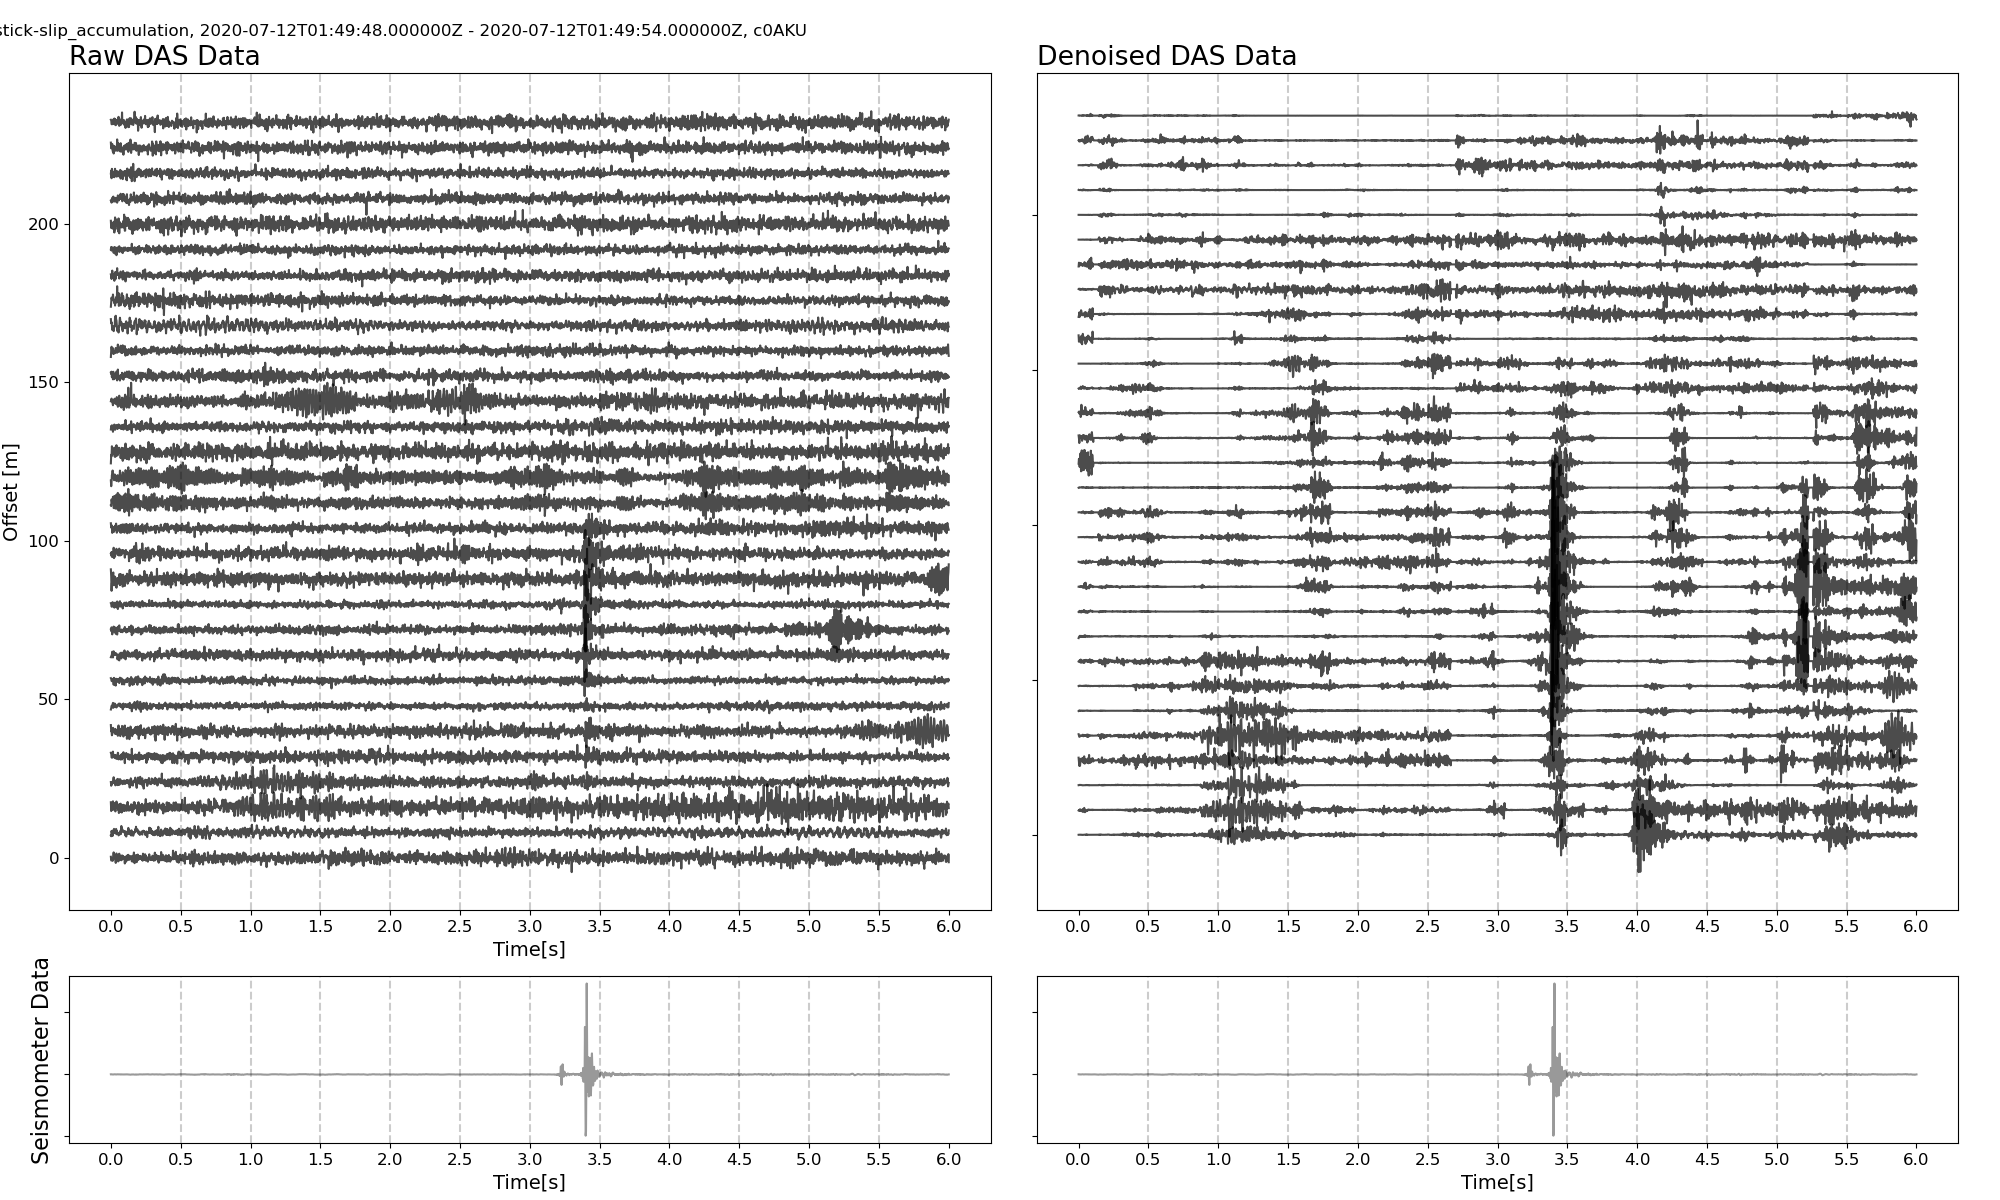 stick-slip_accumulation, 2020-07-12T01:49:48.000000Z - 2020-07-12T01:49:54.000000Z, c0AKU
Raw DAS Data
Denoised DAS Data
Offset [m]
200
150
100
50
0
0.0 0.5 1.0 1.5 2.0 2.5 3.0 3.5 4.0 4.5 5.0 5.5 6.0
Time[s]
0.0 0.5 1.0 1.5 2.0 2.5 3.0 3.5 4.0 4.5 5.0 5.5 6.0
Seismometer Data
0.0 0.5 1.0 1.5 2.0 2.5 3.0 3.5 4.0 4.5 5.0 5.5 6.0
Time[s]
0.0 0.5 1.0 1.5 2.0 2.5 3.0 3.5 4.0 4.5 5.0 5.5 6.0
Time[s]